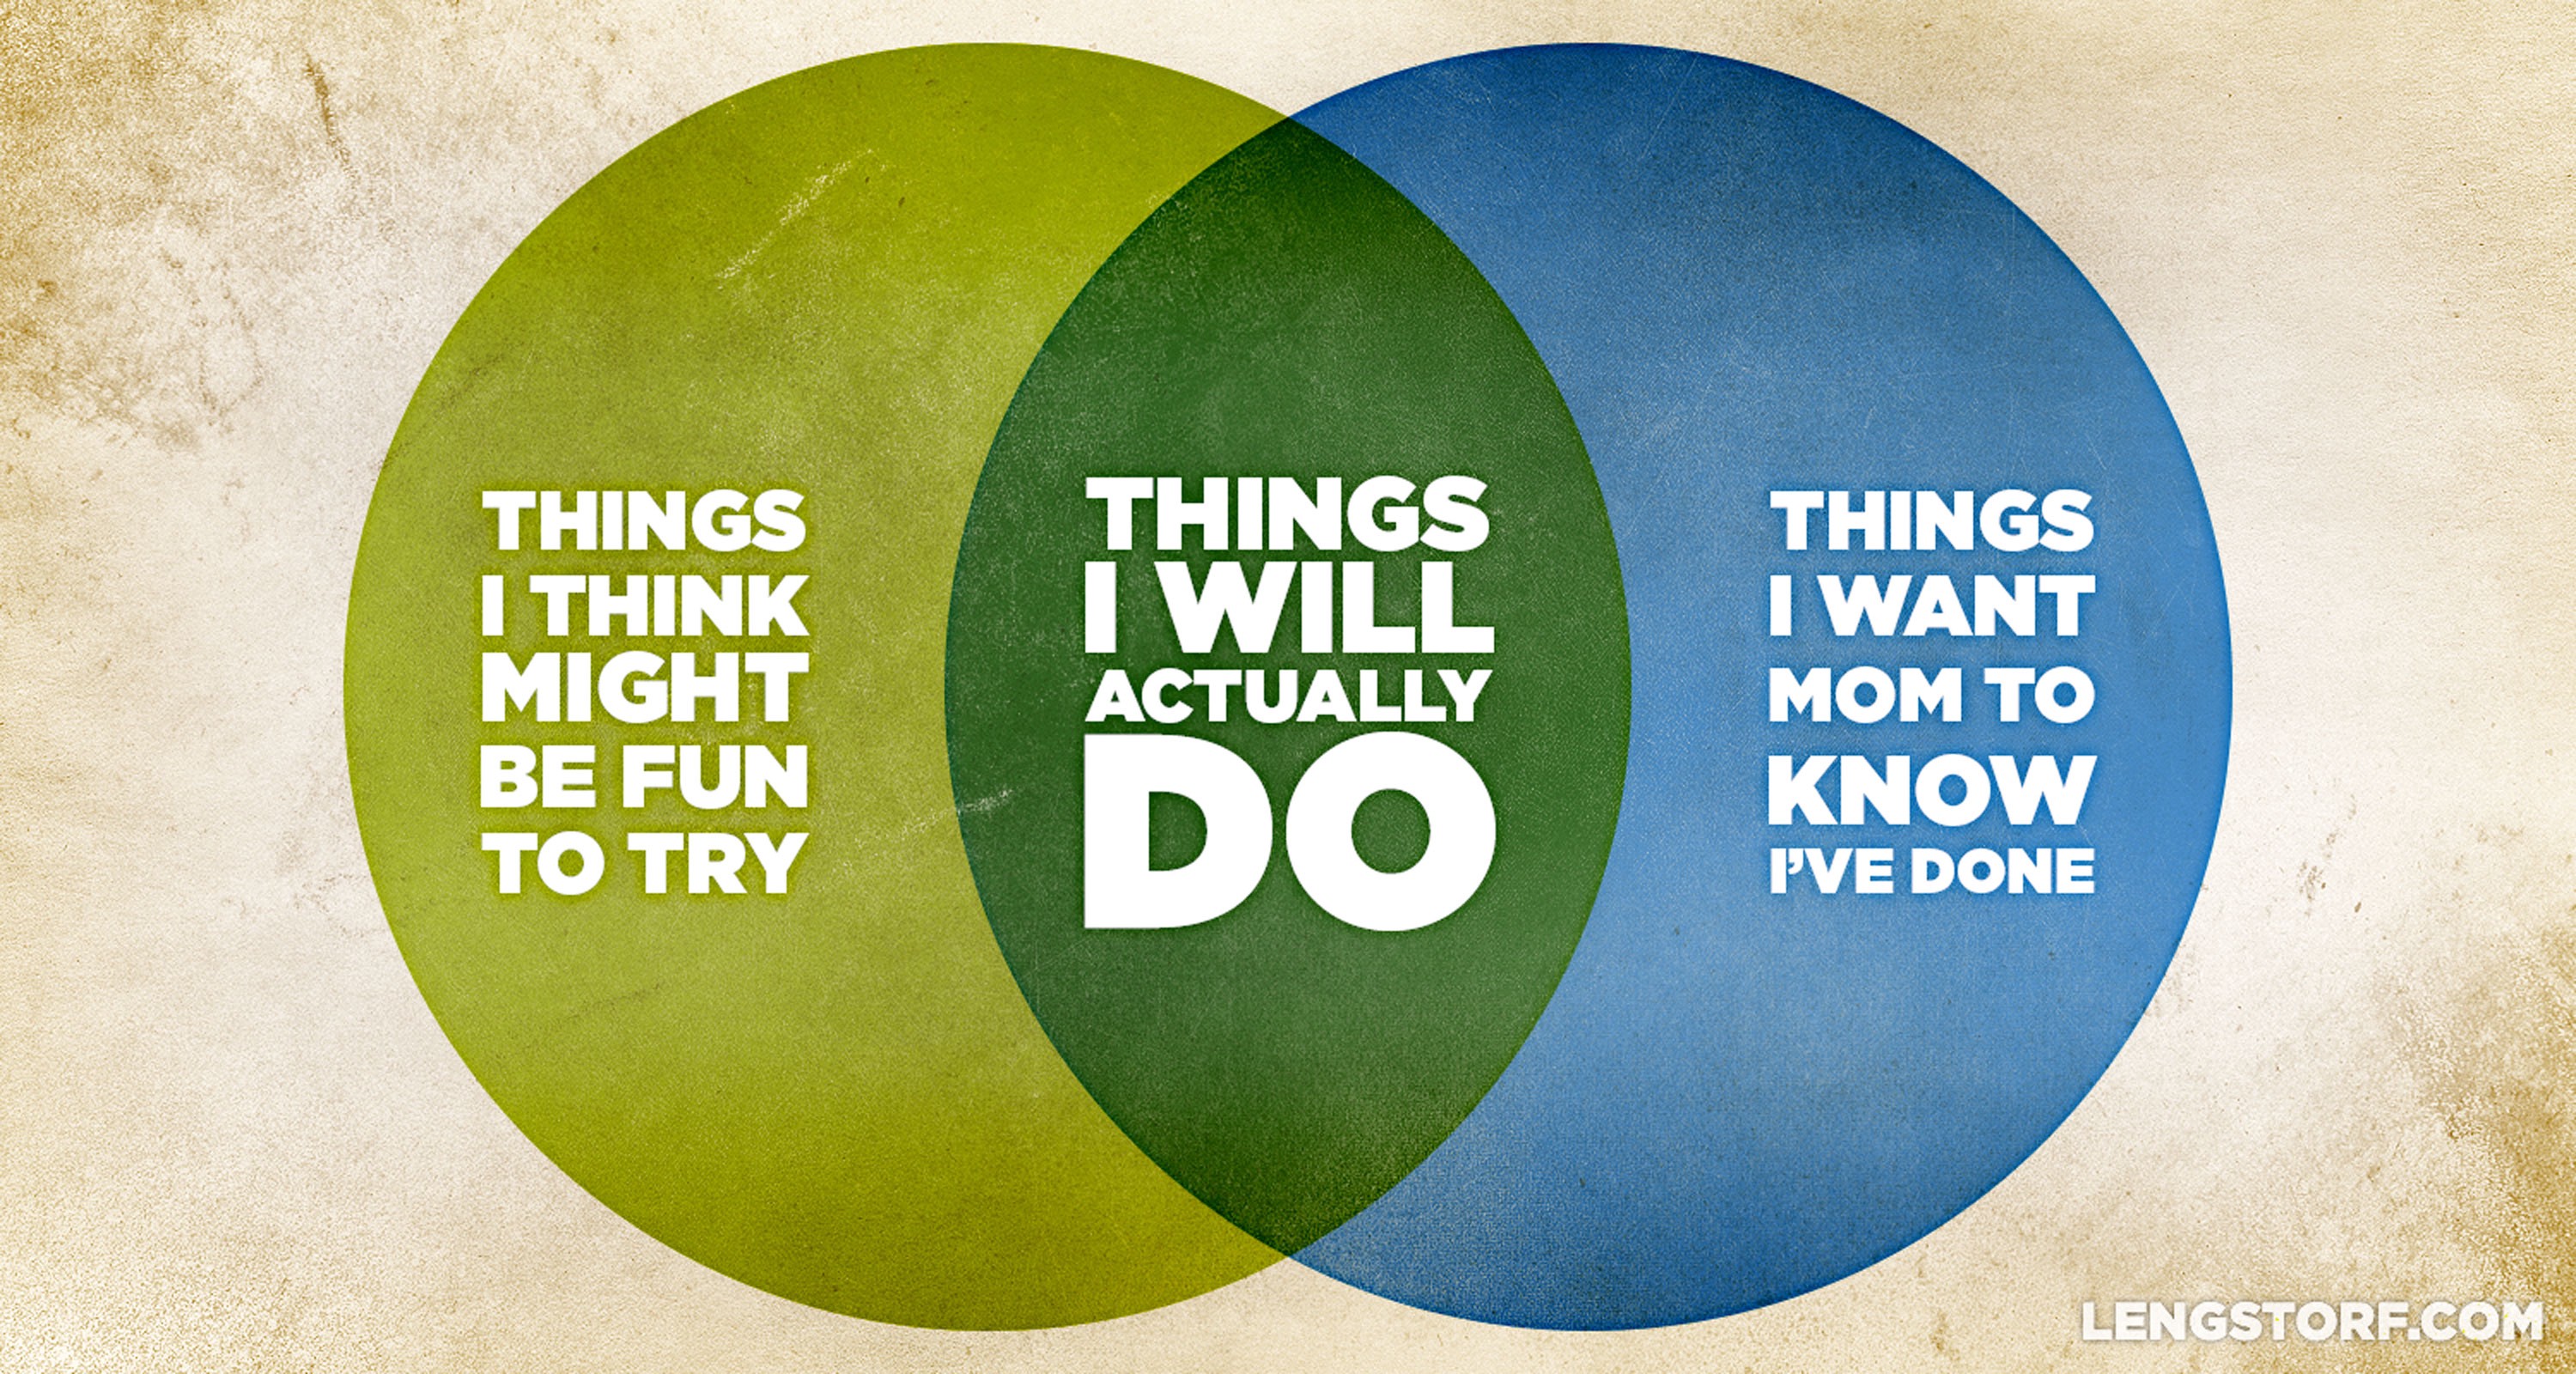 THINGS
I THINK
MIGHT
BE FUN
TO TRY
THINGS
I WILL
ACTUALLY
DO
THINGS
I WANT
MOM TO
KNOW
I'VE DONE
LENGSTORF.COM